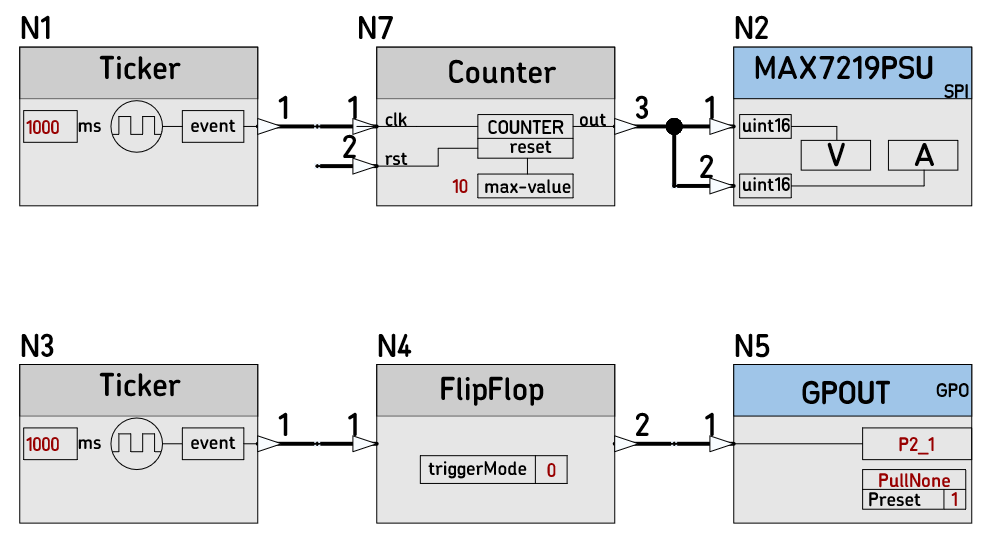 N1 N7 N2
Ticker Counter MAX7219PSU
SPI
1000 ms event 1 1 clk COUNTER out 3 1 uint16
2 rst reset V A
10 max-value 2 uint16
N3 N4 N5
Ticker FlipFlop GPOUT GPO
1000 ms event 1 1 2 1 P2_1
triggerMode 0
PullNone
Preset 1